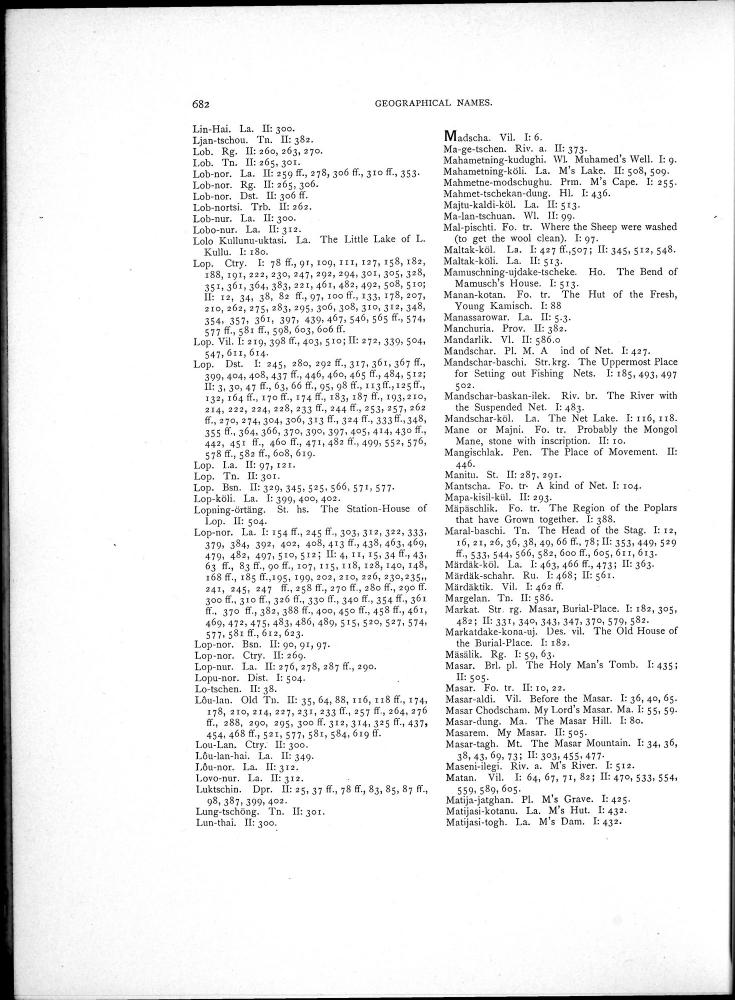 682
GEOGRAPHICAL NAMES.
Lin-Hai. La. II: 300.
Ljan-tschou. Tn. II: 382.
Lob. Rg. II: 260, 263, 270.
Lob. Tn. II: 265, 301.
Lob-nor. La. II: 259 ff., 278, 306 ff., 310 ff., 353.
Lob-nor. Rg. II: 265, 306.
Lob-nor. Dst. II: 306 ff.
Lob-nortsi. Trb. II: 262.
Lob-nur. La. II: 300.
Lobo-nur. La. II: 312.
Lolo Kullunu-uktasi. La. The Little Lake of L.
Kullu. I: 180.
Lop. Ctry. I: 78 ff., 91, 109, 111, 127, 158, 182,
188, 191, 222, 230, 247, 292, 294, 301, 305, 328,
351, 361, 364, 383, 221, 461, 482, 492, 508, 510;
II: 12, 34, 38, 82 ff., 97, 100 ff., 133, 178, 207,
210, 262, 275, 283, 295, 306, 308, 310, 312, 348,
354, 357, 361, 397, 439, 467, 546, 565 ff., 574,
577 ff., 581 ff., 598, 603, 606 ff.
Lop. Vil. I: 219, 398 ff., 403, 510; II: 272, 339, 504,
547, 611, 614.
Lop. Dst. I: 245, 280, 292 ff., 317, 361, 367 ff.,
399, 404, 408, 437 ff., 446, 460, 465 ff., 484, 512;
II: 3, 30, 47 ff., 63, 66 ff., 95, 98 ff., 113 ff., 125 ff.,
132, 164 ff., 170 ff., 174 ff., 183, 187 ff., 193, 210,
214, 222, 224, 228, 233 ff., 244 ff., 253, 257, 262
ff., 270, 274, 304, 306, 313 ff., 324 ff., 333 ff., 348,
355 ff., 364, 366, 370, 390, 397, 405, 414, 430 ff.,
442, 451 ff., 460 ff., 471, 482 ff., 499, 552, 576,
578 ff., 582 ff., 608, 619.
Lop. La. II: 97, 121.
Lop. Tn. II: 301.
Lop. Bsn. II: 329, 345, 525, 566, 571, 577.
Lop-köli. La. I: 399, 400, 402.
Lopning-örtäng. St. hs. The Station-House of
Lop. II: 504.
Lop-nor. La. I: 154 ff., 245 ff., 303, 312, 322, 333,
379, 384, 392, 402, 408, 413 ff., 438, 463, 469,
479, 482, 497, 510, 512; II: 4, 11, 15, 34 ff., 43,
63 ff., 83 ff., 90 ff., 107, 115, 118, 128, 140, 148,
168 ff., 185 ff., 195, 199, 202, 210, 226, 230, 235,,
241, 245, 247 ff., 258 ff., 270 ff., 280 ff., 290 ff.
300 ff., 310 ff., 326 ff., 330 ff., 340 ff., 354 ff., 361
ff., 370 ff., 382, 388 ff., 400, 450 ff., 458 ff., 461,
469, 472, 475, 483, 486, 489, 515, 520, 527, 574,
577, 581 ff., 612, 623.
Lop-nor. Bsn. II: 90, 91, 97.
Lop-nor. Ctry. II: 269.
Lop-nur. La. II: 276, 278, 287 ff., 290.
Lopu-nor. Dist. I: 504.
Lo-tschen. II: 38.
Lôu-lan. Old Tn. II: 35, 64, 88, 116, 118 ff., 174,
178, 210, 214, 227, 231, 233 ff., 257 ff., 264, 276
ff., 288, 290, 295, 300 ff. 312, 314, 325 ff., 437,
454, 468 ff., 521, 577, 581, 584, 619 ff.
Lou-Lan. Ctry. II: 300.
Lôu-lan-hai. La. II: 349.
Lôu-nor. La. II: 312.
Lovo-nur. La. II: 312.
Luktschin. Dpr. II: 25, 37 ff., 78 ff., 83, 85, 87 ff.,
98, 387, 399, 402.
Lung-tschöng. Tn. II: 301.
Lun-thai. II: 300.
Madscha. Vil. I: 6.
Ma-ge-tschen. Riv. a. II: 373.
Mahametning-kudughi. Wl. Muhamed's Well. I: 9.
Mahametning-köli. La. M's Lake. II: 508, 509.
Mahmetne-modschughu. Prm. M's Cape. I: 255.
Mahmet-tschekan-dung. Hl. I: 436.
Majtu-kaldi-köl. La. II: 513.
Ma-lan-tschuan. Wl. II: 99.
Mal-pischti. Fo. tr. Where the Sheep were washed
(to get the wool clean). I: 97.
Maltak-köl. La. I: 427 ff., 507; II: 345, 512, 548.
Maltak-köli. La. II: 513.
Mamuschning-ujdake-tscheke. Ho. The Bend of
Mamusch's House. I: 513.
Manan-kotan. Fo. tr. The Hut of the Fresh,
Young Kamisch. I: 88
Manassarowar. La. II: 5.3.
Manchuria. Prov. II: 382.
Mandarlik. Vl. II: 586.0
Mandschar. Pl. M. A ind of Net. I: 427.
Mandschar-baschi. Str. krg. The Uppermost Place
for Setting out Fishing Nets. I: 185, 493, 497
502.
Mandschar-baskan-ilek. Riv. br. The River with
the Suspended Net. I: 483.
Mandschar-köl. La. The Net Lake. I: 116, 118.
Mane or Majni. Fo. tr. Probably the Mongol
Mane, stone with inscription. II: 10.
Mangischlak. Pen. The Place of Movement. II:
446.
Manitu. St. II: 287, 291.
Mantscha. Fo. tr· A kind of Net. I: 104.
Mapa-kisil-kül. II: 293.
Mäpäschlik. Fo. tr. The Region of the Poplars
that have Grown together. I: 388.
Maral-baschi. Tn. The Head of the Stag. I: 12,
16, 21, 26, 36, 38, 49, 66 ff., 78; II: 353, 449, 529
ff., 533, 544, 566, 582, 600 ff., 605, 611, 613.
Märdäk-köl. La. I: 463, 466 ff., 473; II: 363.
Märdäk-schahr. Ru. I: 468; II: 561.
Märdäktik. Vil. I: 462 ff.
Margelan. Tn. II: 586.
Markat. Str. rg. Masar, Burial-Place. I: 182, 305,
482; II: 331, 340, 343, 347, 370, 579, 582.
Markatdake-kona-uj. Des. vil. The Old House of
the Burial-Place. I: 182.
Mäsälik. Rg. I: 59, 63.
Masar. Brl. pl. The Holy Man's Tomb. I: 435;
II: 505.
Masar. Fo. tr. II: 10, 22.
Masar-aldi. Vil. Before the Masar. I: 36, 40, 65.
Masar Chodscham. My Lord's Masar. Ma. I: 55, 59.
Masar-dung. Ma. The Masar Hill. I: 80.
Masarem. My Masar. II: 505.
Masar-tagh. Mt. The Masar Mountain. I: 34, 36,
38, 43, 69, 73; II: 103, 455, 477.
Maseni-ilegi. Riv. a. M's River. I: 512.
Matan. Vil. I: 64, 67, 71, 82; II: 470, 533, 554,
559, 589, 605.
Matija-jatghan. Pl. M's Grave. I: 425.
Matijasi-kotanu. La. M's Hut. I: 432.
Matijasi-togh. La. M's Dam. I: 432.